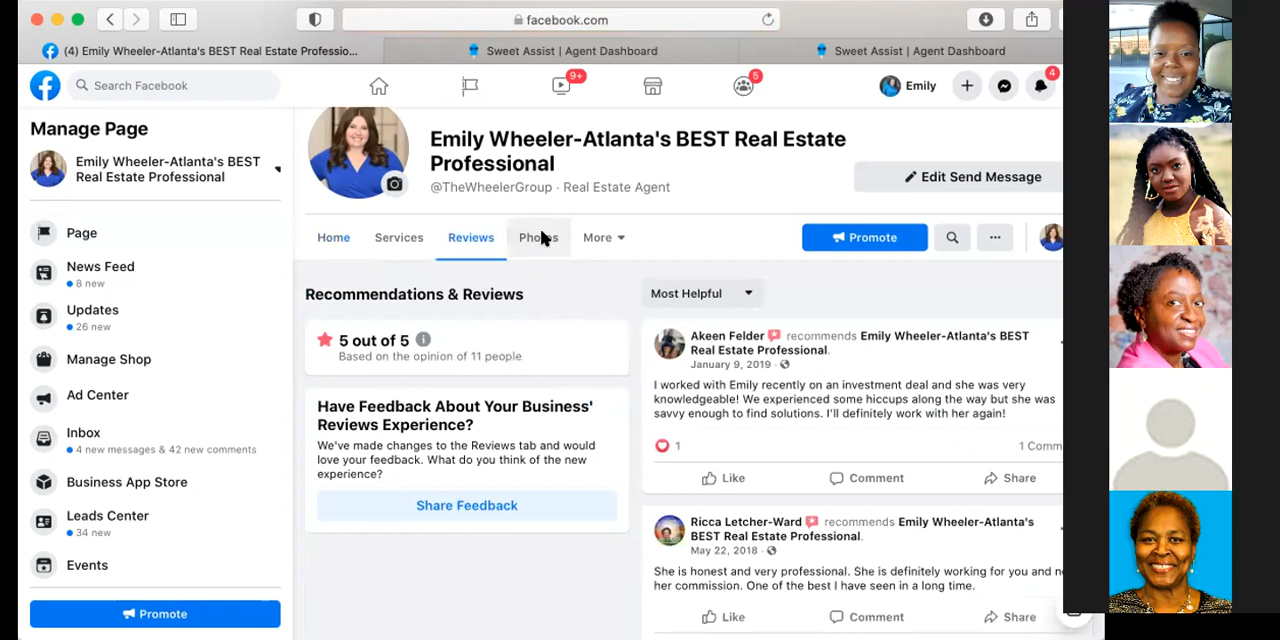 facebook.com
(4) Emily Wheeler-Atlanta's BEST Real Estate Professio...
Sweet Assist | Agent Dashboard
Sweet Assist | Agent Dashboard
Search Facebook
9+
5
Emily
4
Manage Page
Emily Wheeler-Atlanta's BEST
Real Estate Professional
Page
News Feed
8 new
Updates
26 new
Manage Shop
Ad Center
Inbox
4 new messages & 42 new comments
Business App Store
Leads Center
34 new
Events
Promote
Emily Wheeler-Atlanta's BEST Real Estate
Professional
@TheWheelerGroup · Real Estate Agent
Edit Send Message
Home
Services
Reviews
Photos
More
Promote
Recommendations & Reviews
5 out of 5
Based on the opinion of 11 people
Have Feedback About Your Business'
Reviews Experience?
We've made changes to the Reviews tab and would
love your feedback. What do you think of the new
experience?
Share Feedback
Most Helpful
Akeen Felder recommends Emily Wheeler-Atlanta's BEST
Real Estate Professional.
January 9, 2019 ·
I worked with Emily recently on an investment deal and she was very
knowledgeable! We experienced some hiccups along the way but she was
savvy enough to find solutions. I'll definitely work with her again!
1
1 Comm
Like
Comment
Share
Ricca Letcher-Ward recommends Emily Wheeler-Atlanta's
BEST Real Estate Professional.
May 22, 2018 ·
She is honest and very professional. She is definitely working for you and n
her commission. One of the best I have seen in a long time.
Like
Comment
Share